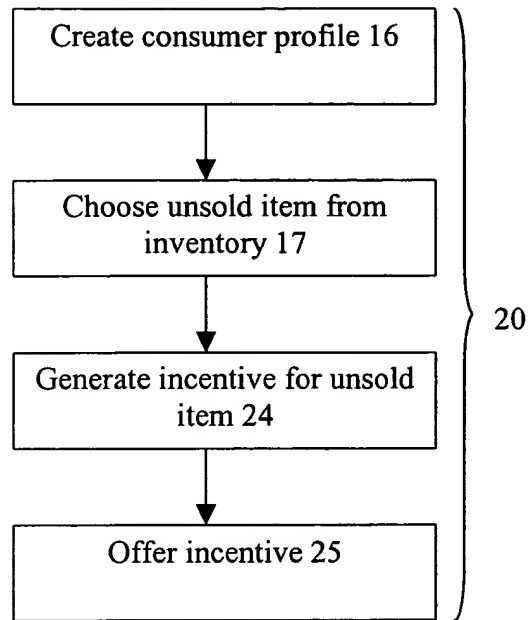 Create consumer profile 16
Choose unsold item from
inventory 17
Generate incentive for unsold
item 24
Offer incentive 25
20